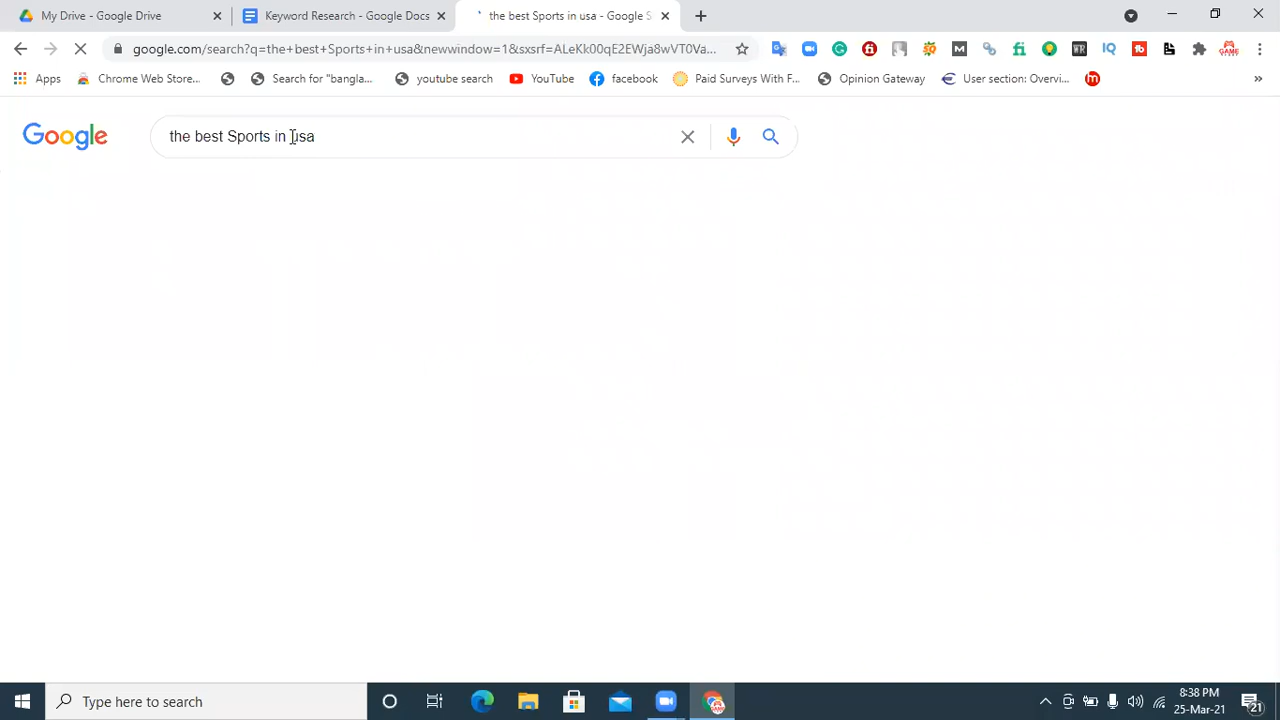 My Drive - Google Drive
Keyword Research - Google Docs
the best Sports in usa - Google S
google.com/search?q=the+best+Sports+in+usa&newwindow=1&sxsrf=ALeKk00qE2EWja8wVT0Va...
Apps
Chrome Web Store...
Search for "bangla...
youtube search
YouTube
facebook
Paid Surveys With F...
Opinion Gateway
User section: Overvi...
Google
the best Sports in usa
Type here to search
8:38 PM
25-Mar-21
21